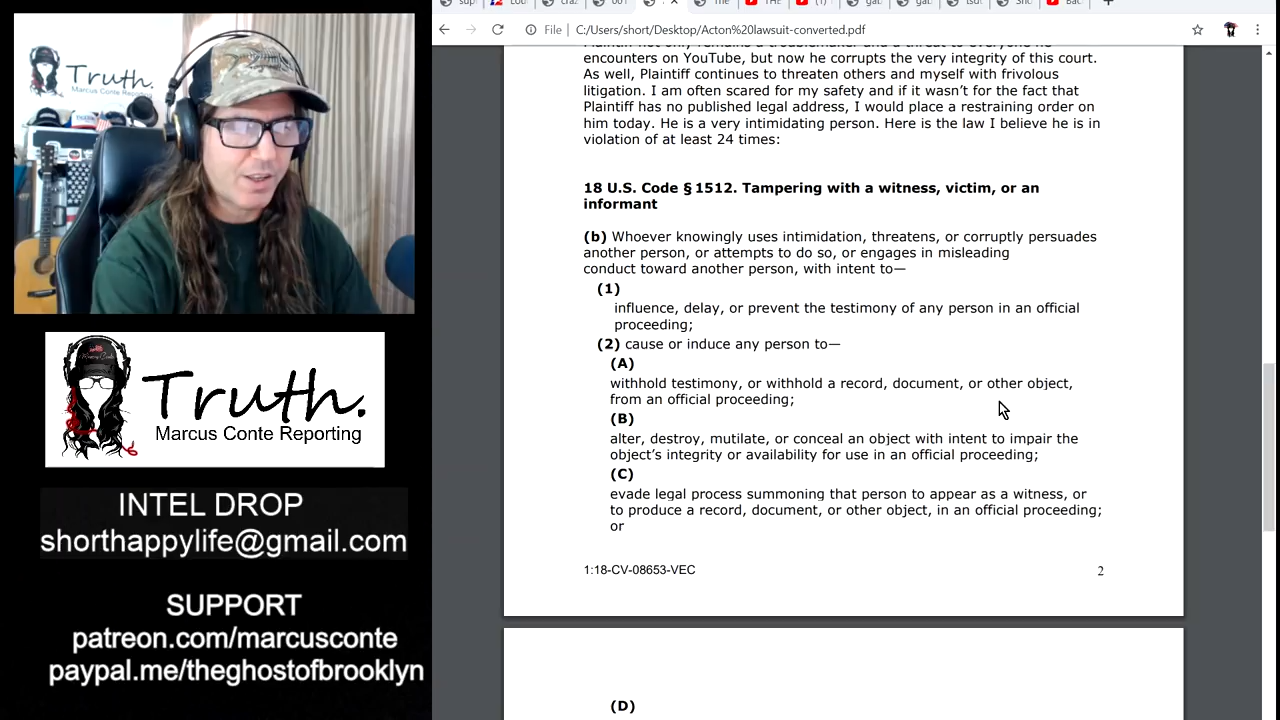 Truth.
Marcus Conte Reporting
Truth.
Marcus Conte Reporting
INTEL DROP
shorthappylife@gmail.com
SUPPORT
patreon.com/marcusconte
paypal.me/theghostofbrooklyn
File | C:/Users/short/Desktop/Acton%20lawsuit-converted.pdf
Plaintiff not only remains a troublemaker and a threat to everyone he
encounters on YouTube, but now he corrupts the very integrity of this court.
As well, Plaintiff continues to threaten others and myself with frivolous
litigation. I am often scared for my safety and if it wasn't for the fact that
Plaintiff has no published legal address, I would place a restraining order on
him today. He is a very intimidating person. Here is the law I believe he is in
violation of at least 24 times:
18 U.S. Code § 1512. Tampering with a witness, victim, or an
informant
(b) Whoever knowingly uses intimidation, threatens, or corruptly persuades
another person, or attempts to do so, or engages in misleading
conduct toward another person, with intent to—
(1)
influence, delay, or prevent the testimony of any person in an official
proceeding;
(2) cause or induce any person to—
(A)
withhold testimony, or withhold a record, document, or other object,
from an official proceeding;
(B)
alter, destroy, mutilate, or conceal an object with intent to impair the
object's integrity or availability for use in an official proceeding;
(C)
evade legal process summoning that person to appear as a witness, or
to produce a record, document, or other object, in an official proceeding;
or
1:18-CV-08653-VEC 2
(D)